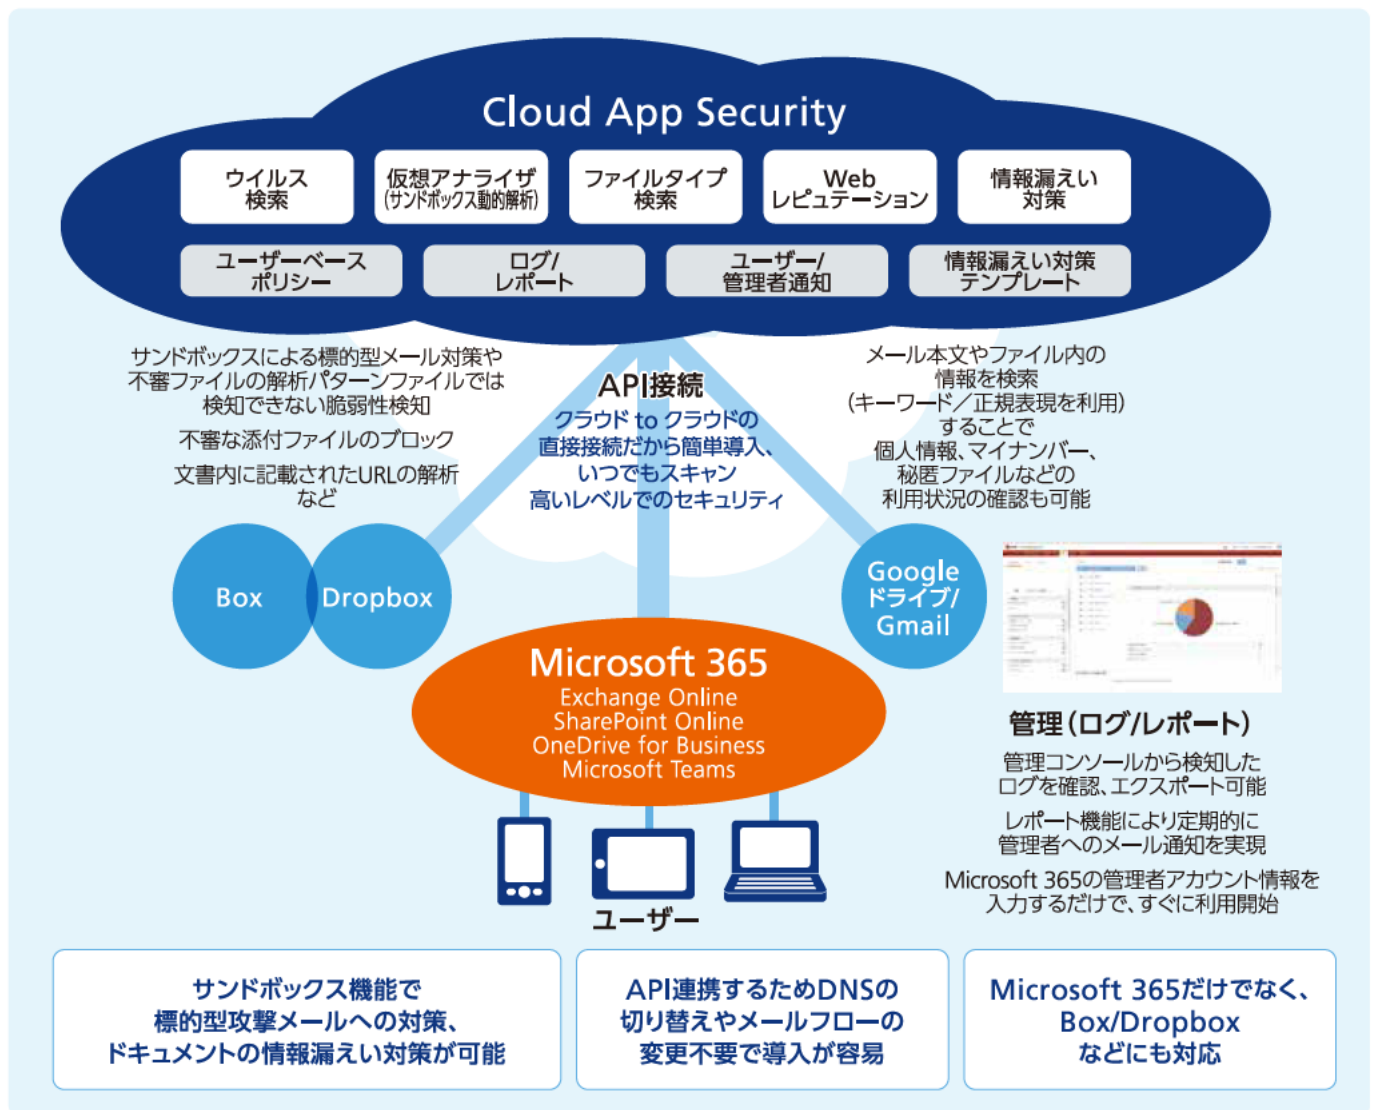 Cloud App Security
ウイルス
検索
仮想アナライザ
(サンドボックス動的解析)
ファイルタイプ
検索
Web
レピュテーション
情報漏えい
対策
ユーザーベース
ポリシー
ログ/
レポート
ユーザー/
管理者通知
情報漏えい対策
テンプレート
サンドボックスによる標的型メール対策や
不審ファイルの解析パターンファイルでは
検知できない脆弱性検知
不審な添付ファイルのブロック
文書内に記載されたURLの解析
など
API接続
クラウド to クラウドの
直接接続だから簡単導入、
いつでもスキャン
高いレベルでのセキュリティ
メール本文やファイル内の
情報を検索
(キーワード／正規表現を利用)
することで
個人情報、マイナンバー、
秘匿ファイルなどの
利用状況の確認も可能
Box
Dropbox
Google
ドライブ/
Gmail
Microsoft 365
Exchange Online
SharePoint Online
OneDrive for Business
Microsoft Teams
ユーザー
管理(ログ/レポート)
管理コンソールから検知した
ログを確認、エクスポート可能
レポート機能により定期的に
管理者へのメール通知を実現
Microsoft 365の管理者アカウント情報を
入力するだけで、すぐに利用開始
サンドボックス機能で
標的型攻撃メールへの対策、
ドキュメントの情報漏えい対策が可能
API連携するためDNSの
切り替えやメールフローの
変更不要で導入が容易
Microsoft 365だけでなく、
Box/Dropbox
などにも対応